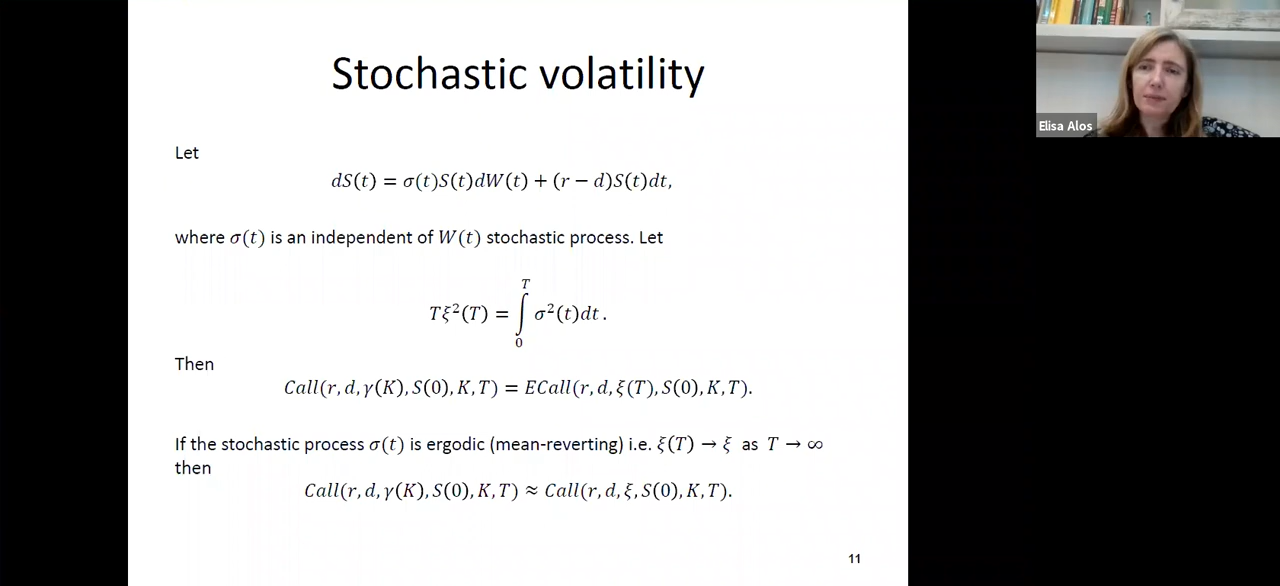 Stochastic volatility
Let
dS(t) = σ(t)S(t)dW(t) + (r − d)S(t)dt,
where σ(t) is an independent of W(t) stochastic process. Let
Tξ²(T) = ∫₀ᵀ σ²(t)dt .
Then
Call(r, d, γ(K), S(0), K, T) = ECall(r, d, ξ(T), S(0), K, T).
If the stochastic process σ(t) is ergodic (mean-reverting) i.e. ξ(T) → ξ as T → ∞
then
Call(r, d, γ(K), S(0), K, T) ≈ Call(r, d, ξ, S(0), K, T).
11
Elisa Alos